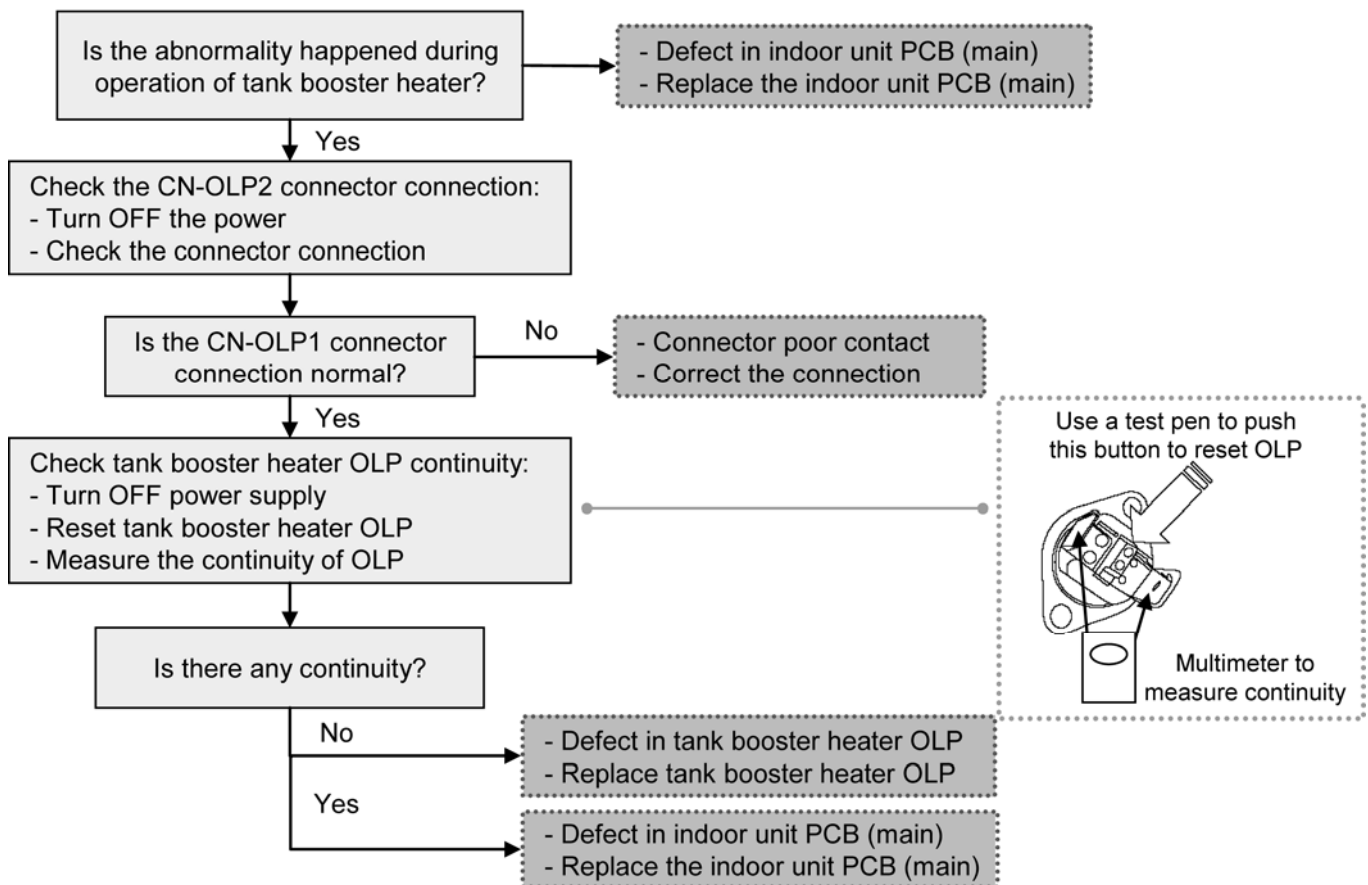 Is the abnormality happened during
operation of tank booster heater?
- Defect in indoor unit PCB (main)
- Replace the indoor unit PCB (main)
Yes
Check the CN-OLP2 connector connection:
- Turn OFF the power
- Check the connector connection
Is the CN-OLP1 connector
connection normal?
No
- Connector poor contact
- Correct the connection
Yes
Check tank booster heater OLP continuity:
- Turn OFF power supply
- Reset tank booster heater OLP
- Measure the continuity of OLP
Use a test pen to push
this button to reset OLP
Multimeter to
measure continuity
Is there any continuity?
No
- Defect in tank booster heater OLP
- Replace tank booster heater OLP
Yes
- Defect in indoor unit PCB (main)
- Replace the indoor unit PCB (main)